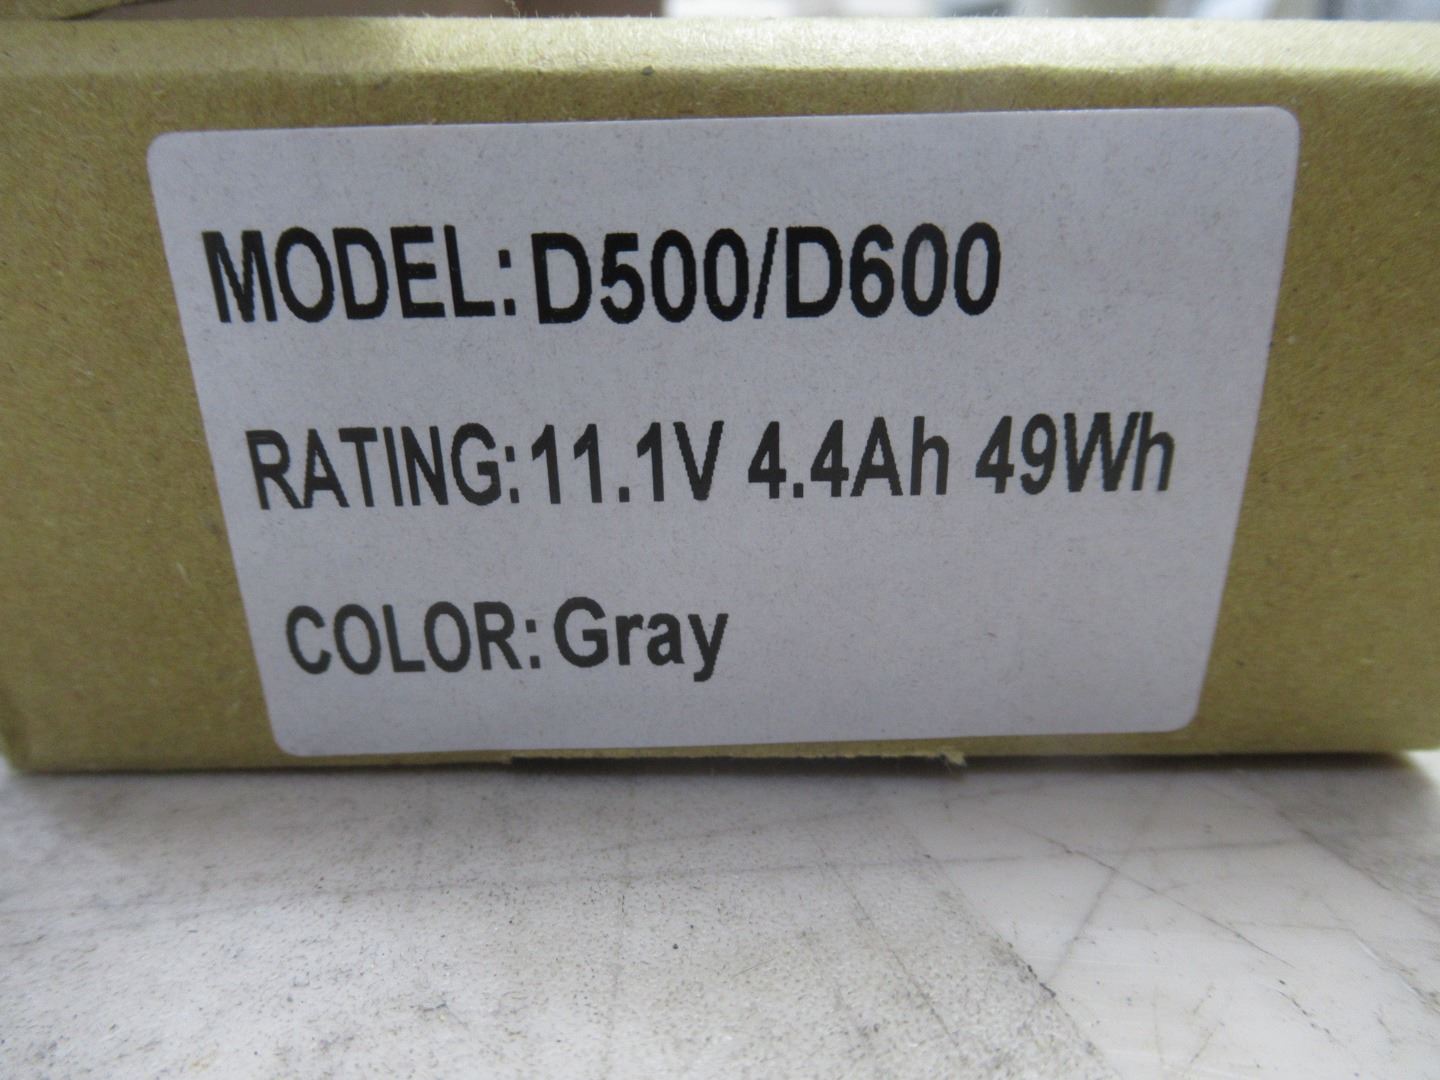 MODEL:D500/D600
RATING:11.1V 4.4Ah 49Wh
COLOR:Gray